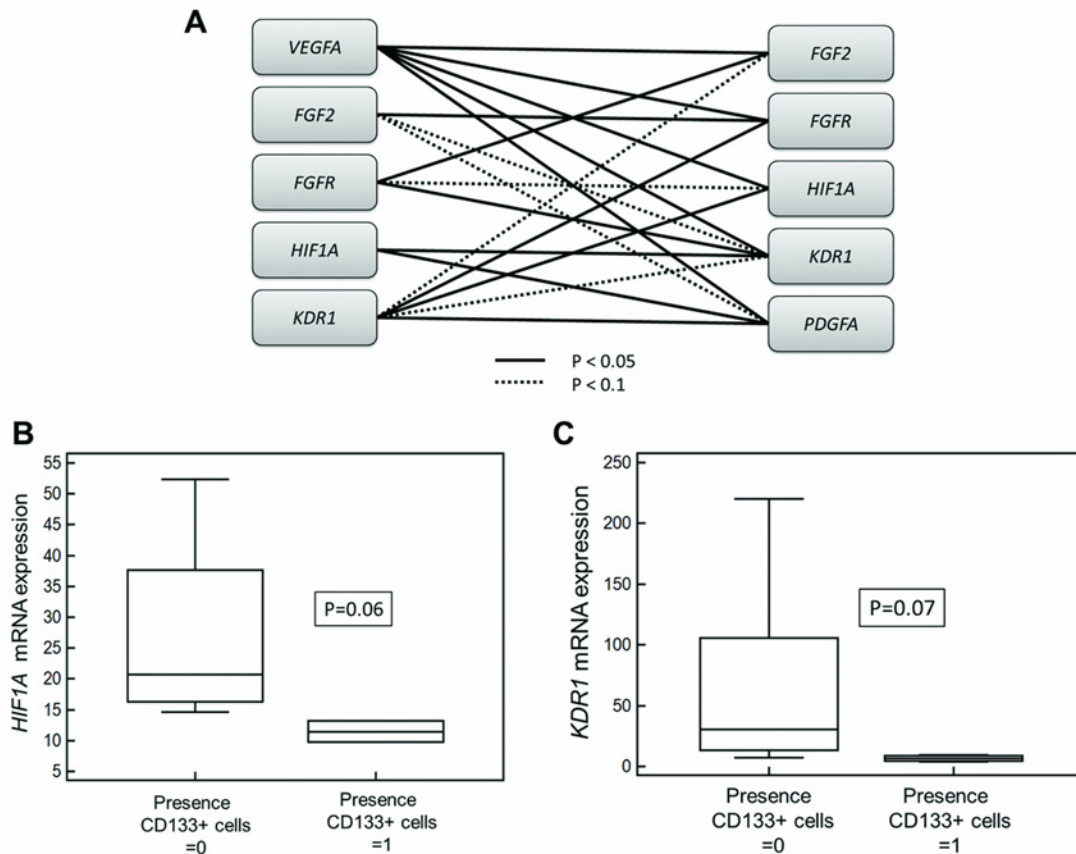 A
VEGFA
FGF2
FGFR
HIF1A
KDR1
FGF2
FGFR
HIF1A
KDR1
PDGFA
P < 0.05
P < 0.1
B
HIF1A mRNA expression
55
50
45
40
35
30
25
20
15
10
5
P=0.06
Presence
CD133+ cells
=0
Presence
CD133+ cells
=1
C
KDR1 mRNA expression
250
200
150
100
50
0
P=0.07
Presence
CD133+ cells
=0
Presence
CD133+ cells
=1